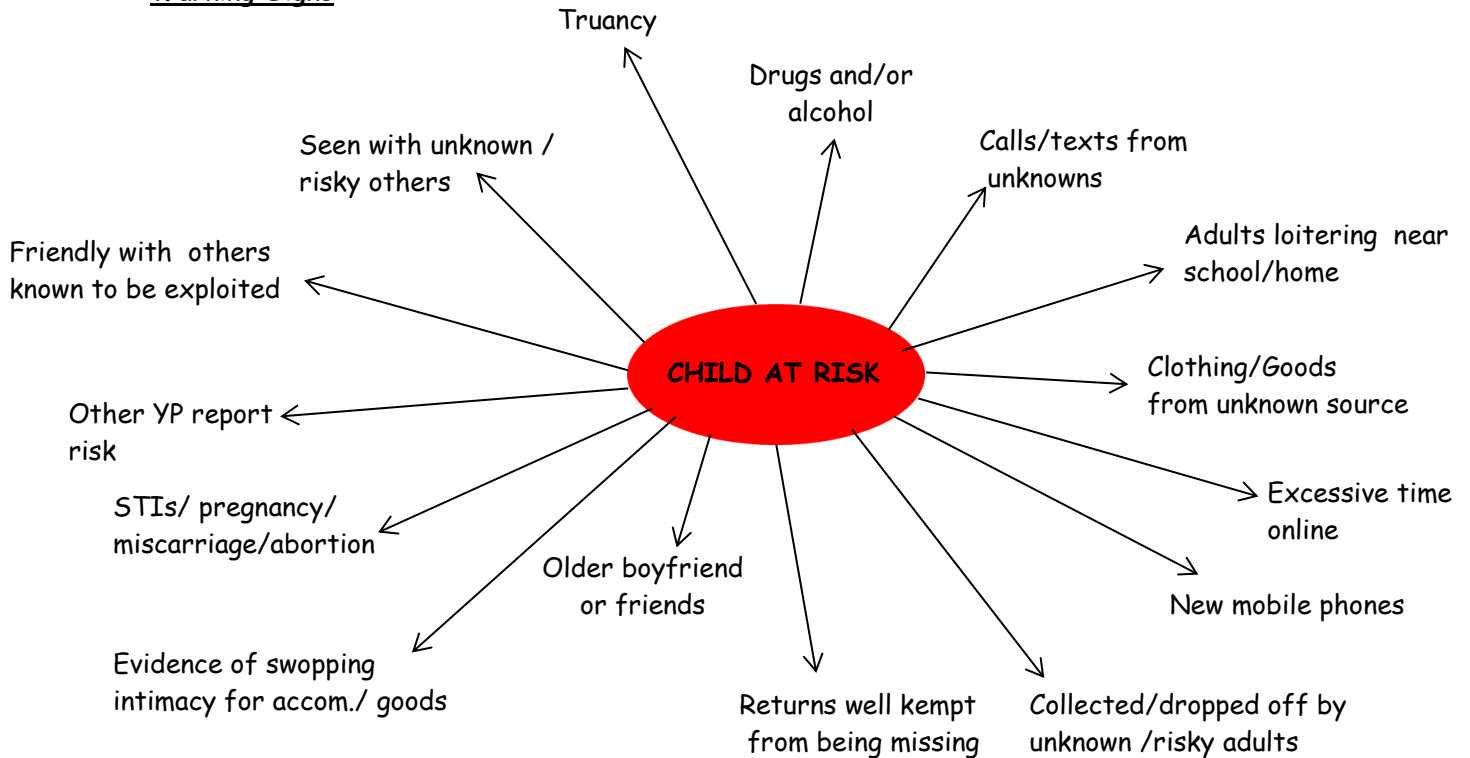 Warning Signs
Truancy
Drugs and/or
alcohol
Seen with unknown /
risky others
Calls/texts from
unknowns
Friendly with others
known to be exploited
Adults loitering near
school/home
CHILD AT RISK
Clothing/Goods
from unknown source
Other YP report
risk
STIs/ pregnancy/
miscarriage/abortion
Excessive time
online
Older boyfriend
or friends
New mobile phones
Evidence of swopping
intimacy for accom./ goods
Returns well kempt
from being missing
Collected/dropped off by
unknown /risky adults